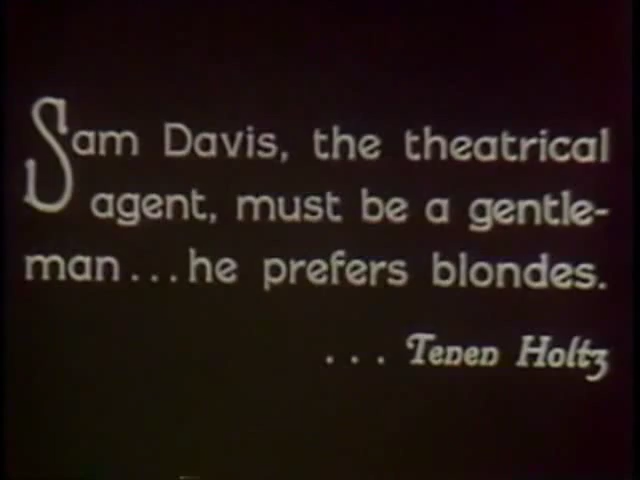 Sam Davis, the theatrical
agent, must be a gentle-
man...he prefers blondes.
... Tenen Holtz